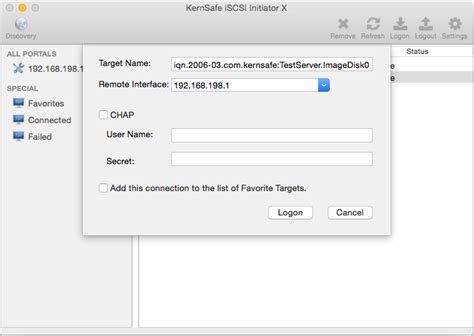 KernSafe iSCSI Initiator X
Discovery
Remove Refresh Logon Logout Settings
ALL PORTALS
192.168.198.1
SPECIAL
Favorites
Connected
Failed
Status
Target Name: iqn.2006-03.com.kernsafe:TestServer.ImageDisk0
Remote Interface: 192.168.198.1
CHAP
User Name:
Secret:
Add this connection to the list of Favorite Targets.
Logon Cancel